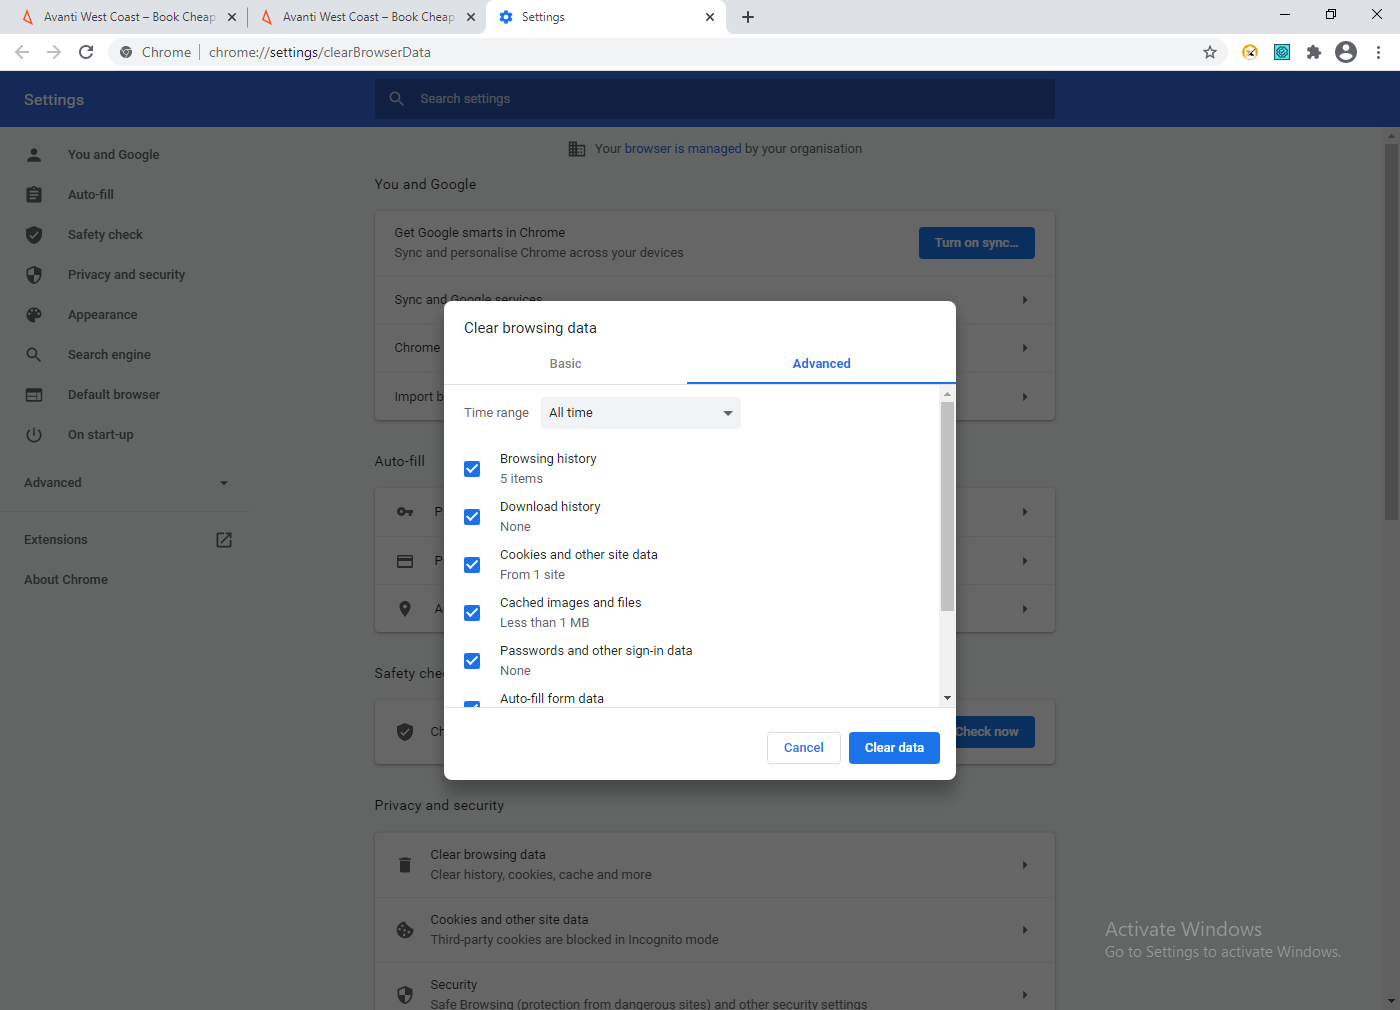 Avanti West Coast – Book Cheap
Avanti West Coast – Book Cheap
Settings
Chrome
chrome://settings/clearBrowserData
Settings
Search settings
Your browser is managed by your organisation
You and Google
Auto-fill
Safety check
Privacy and security
Appearance
Search engine
Default browser
On start-up
Advanced
Extensions
About Chrome
You and Google
Get Google smarts in Chrome
Sync and personalise Chrome across your devices
Turn on sync...
Sync and Google services
Chrome
Import b
Auto-fill
P
P
A
Safety che
Ch
Check now
Clear browsing data
Basic
Advanced
Time range
All time
Browsing history
5 items
Download history
None
Cookies and other site data
From 1 site
Cached images and files
Less than 1 MB
Passwords and other sign-in data
None
Auto-fill form data
Cancel
Clear data
Privacy and security
Clear browsing data
Clear history, cookies, cache and more
Cookies and other site data
Third-party cookies are blocked in Incognito mode
Security
Safe Browsing (protection from dangerous sites) and other security settings
Activate Windows
Go to Settings to activate Windows.